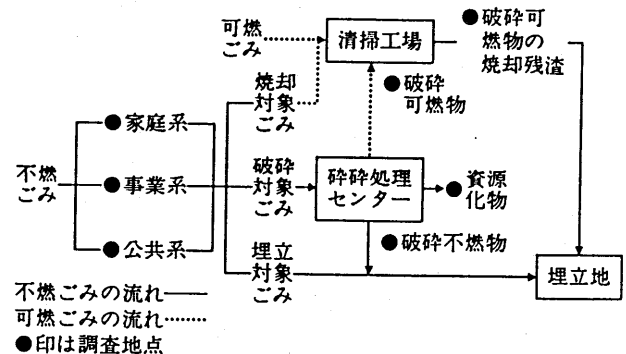 可燃
ごみ
清掃工場
●破砕可
燃物の
焼却残渣
焼却
対象
ごみ
●破砕
可燃物
●家庭系
不燃
ごみ
●事業系
破砕
対象
ごみ
砕砕処理
センター
●資源
化物
●公共系
埋立
対象
ごみ
●破砕不燃物
埋立地
不燃ごみの流れ——
可燃ごみの流れ……
●印は調査地点